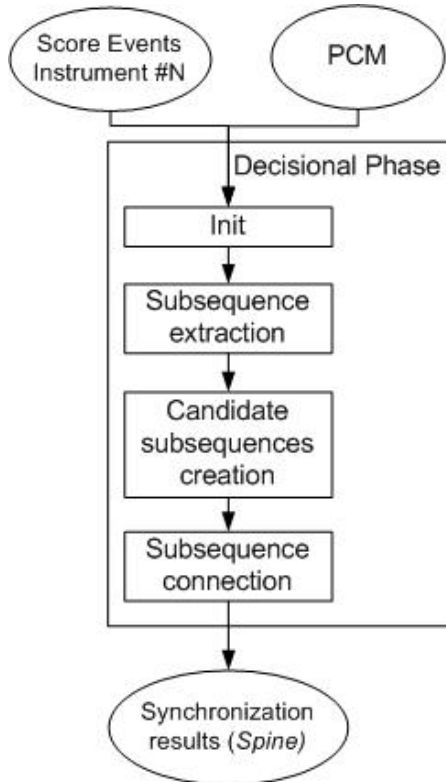 Score Events
Instrument #N
PCM
Decisional Phase
Init
Subsequence
extraction
Candidate
subsequences
creation
Subsequence
connection
Synchronization
results (Spine)